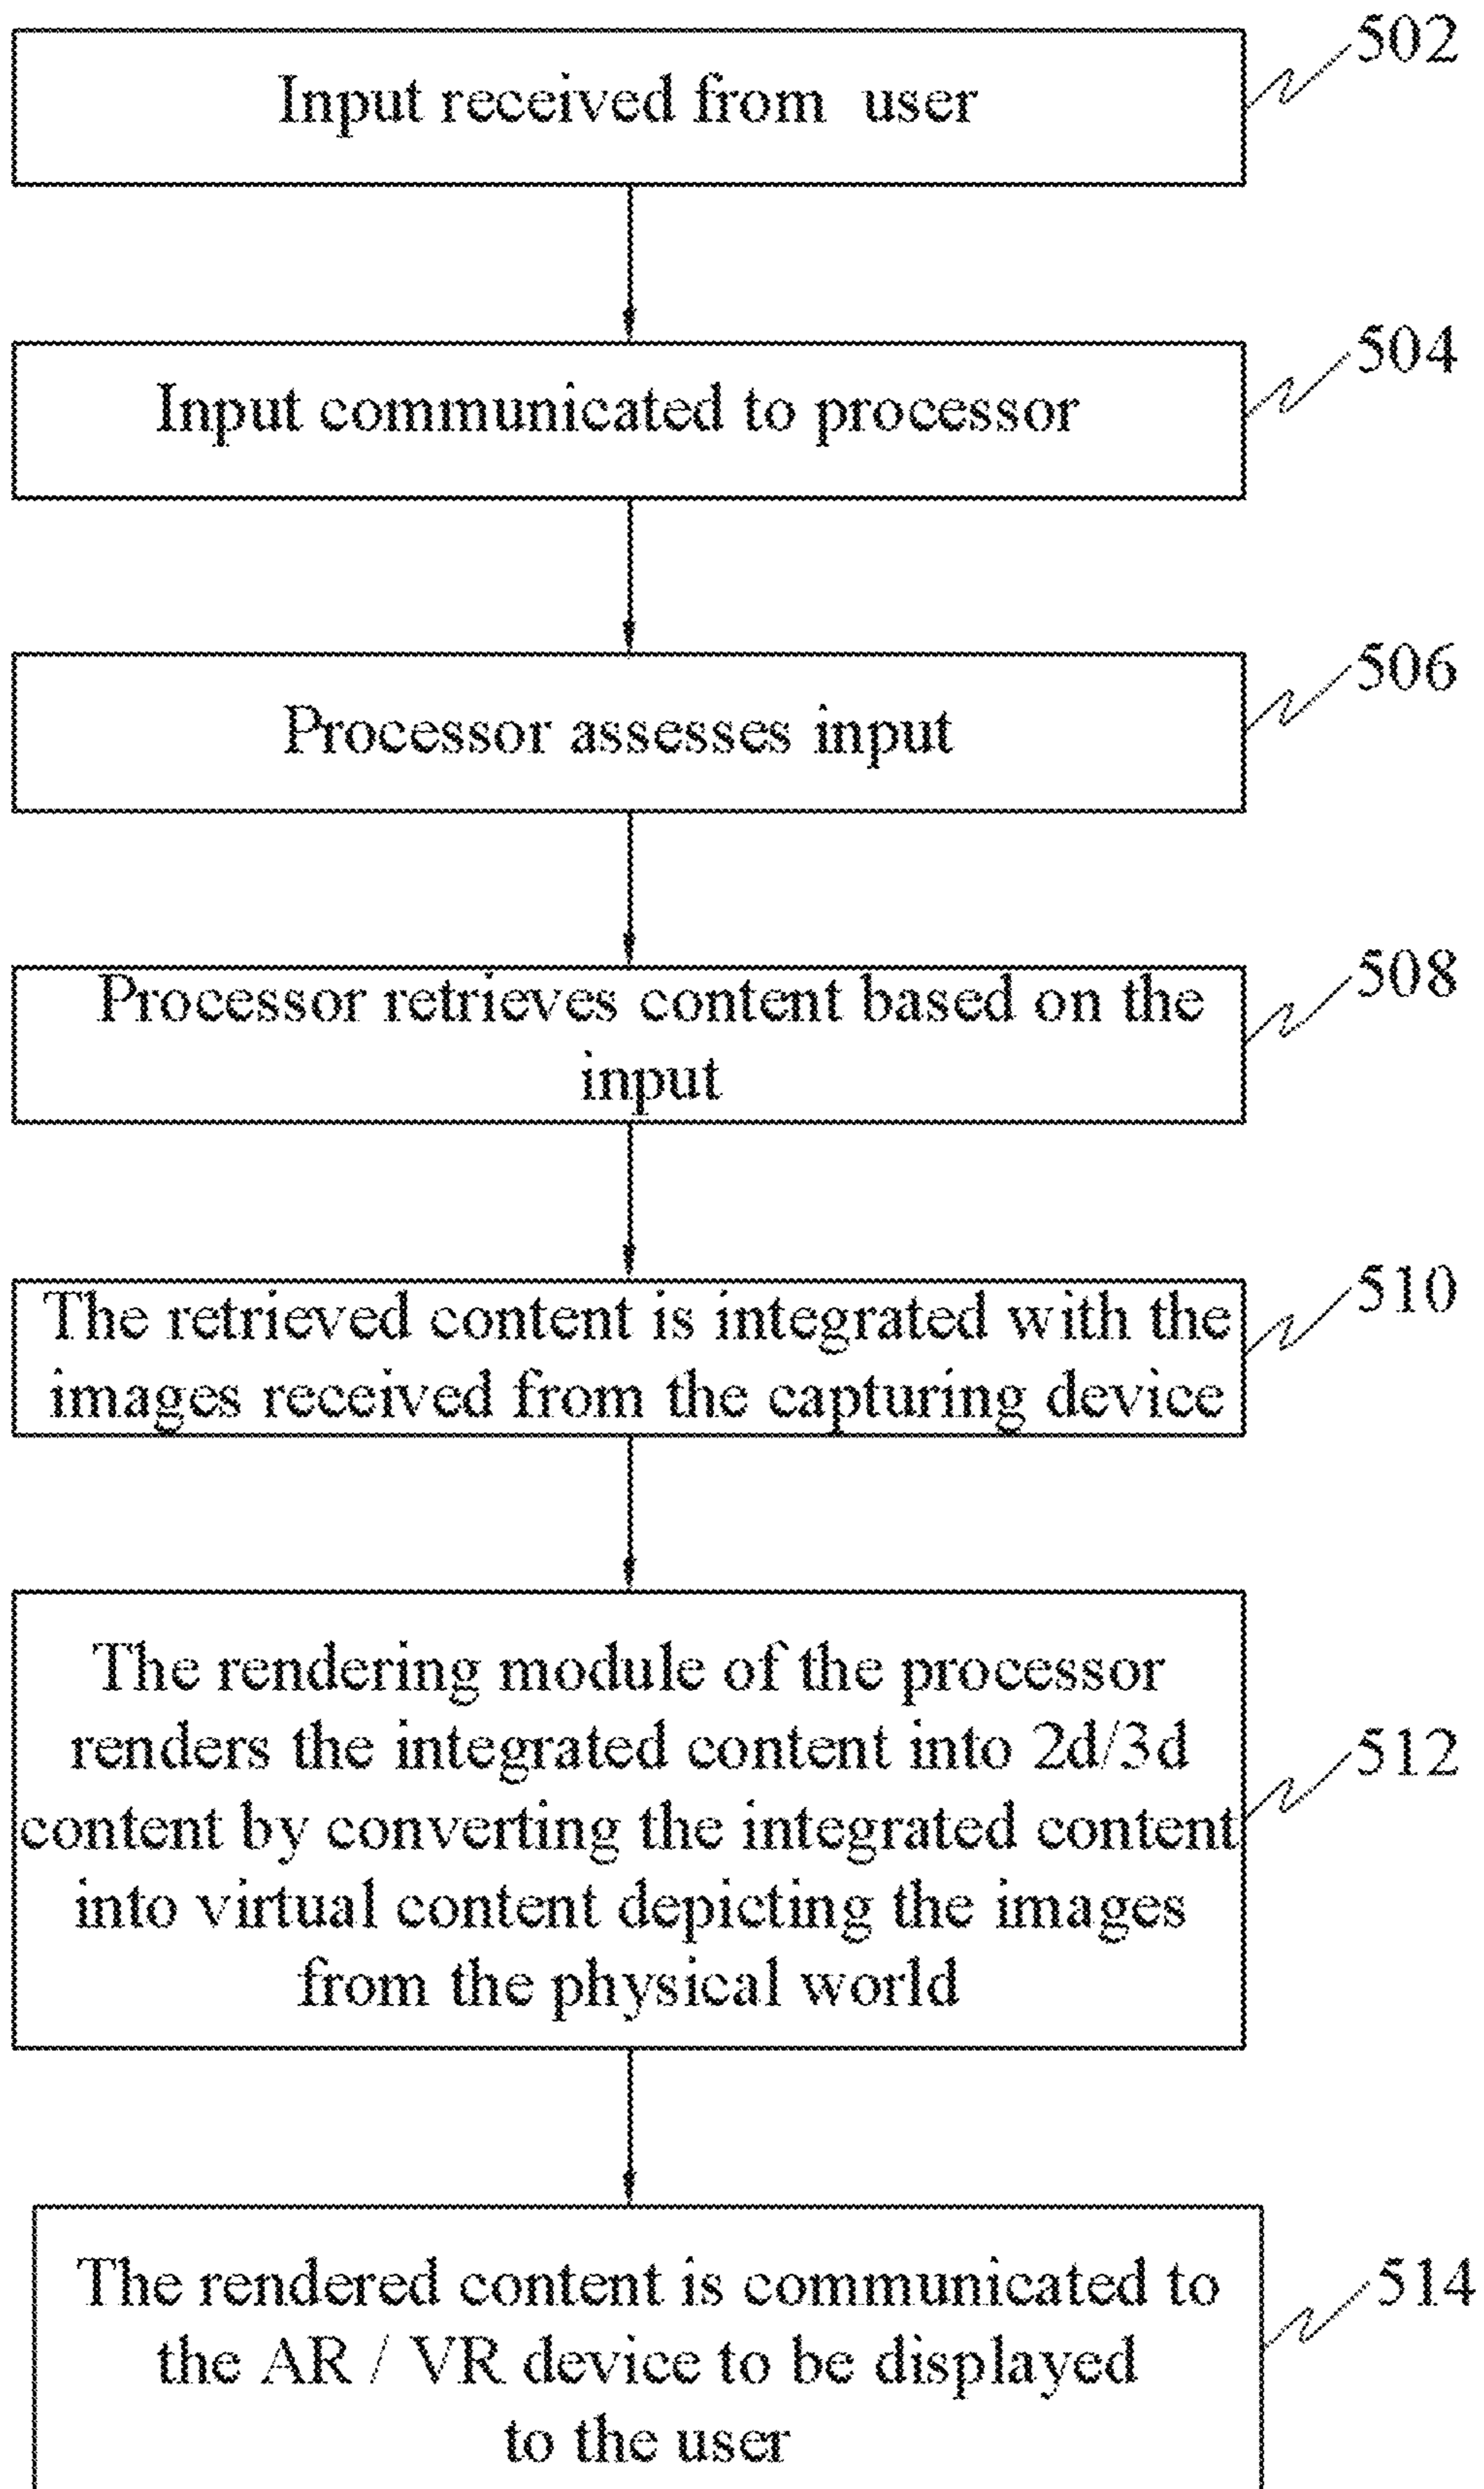 502
Input received from user
504
Input communicated to processor
506
Processor assesses input
508
Processor retrieves content based on the
input
510
The retrieved content is integrated with the
images received from the capturing device
The rendering module of the processor
renders the integrated content into 2d/3d
512
content by converting the integrated content
into virtual content depicting the images
from the physical world
514
The rendered content is communicated to
the AR / VR device to be displayed
to the user